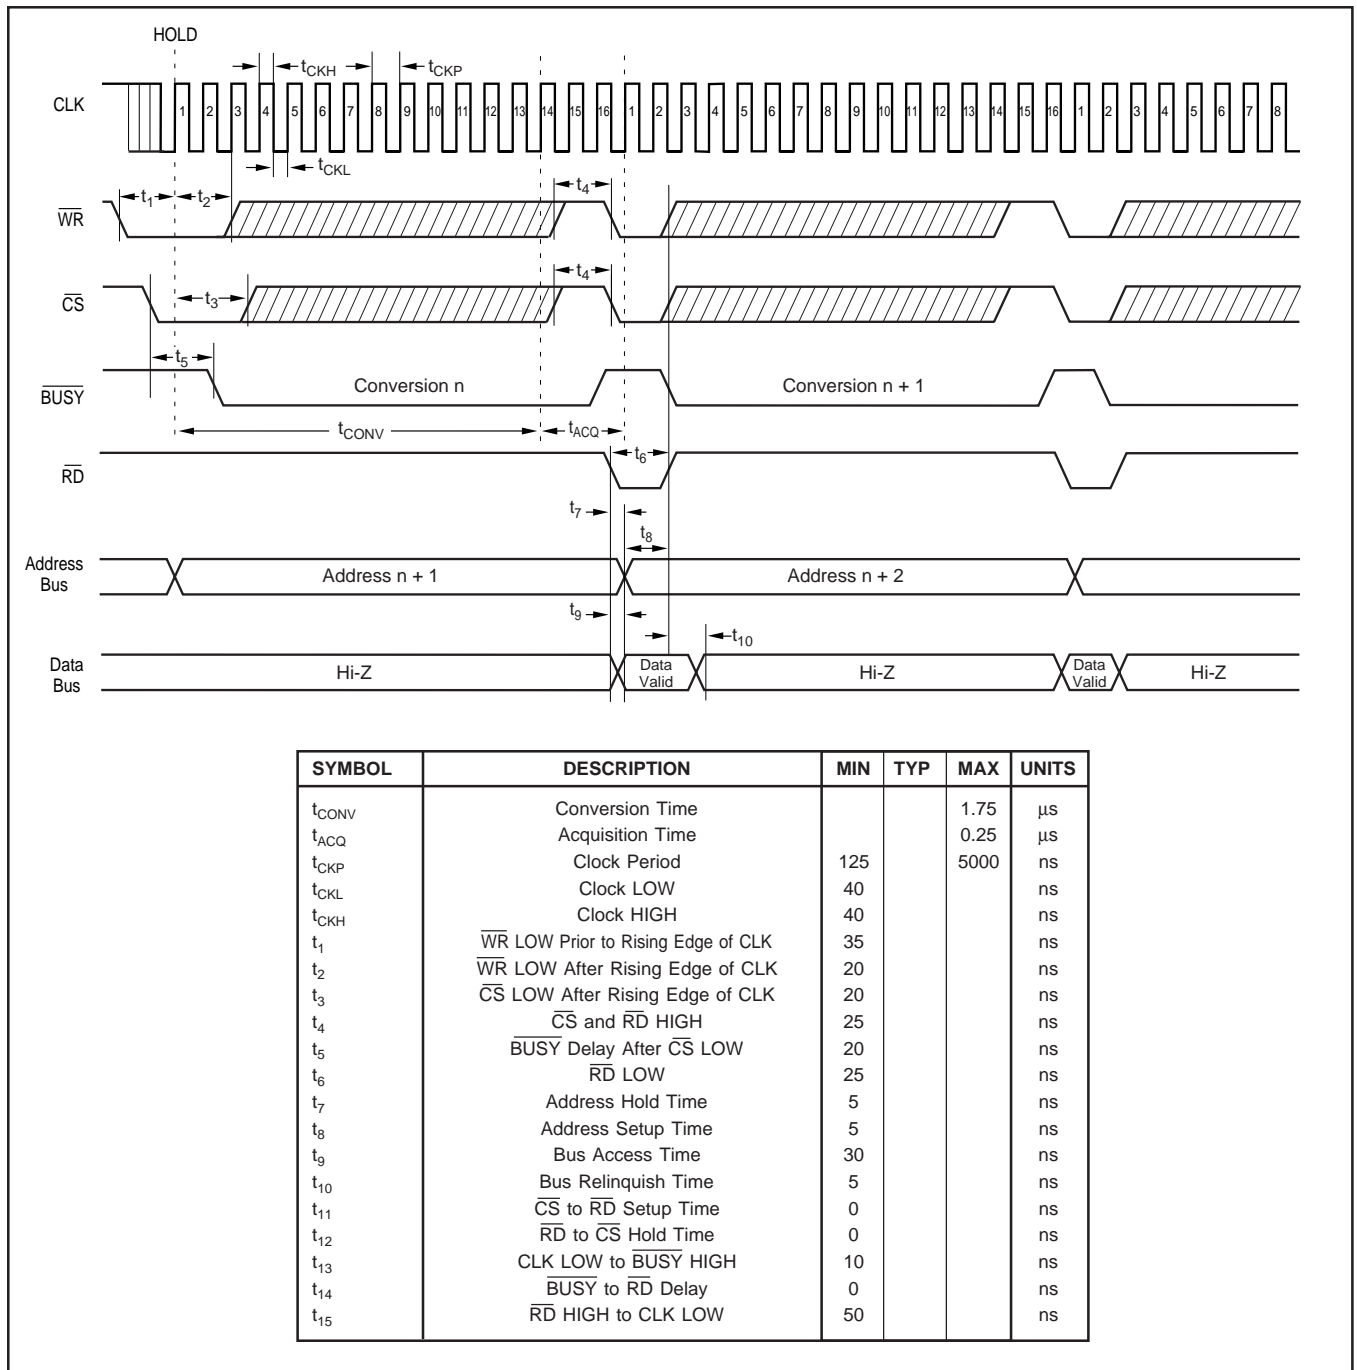 HOLD
tCKH tCKP
CLK 1 2 3 4 5 6 7 8 9 10 11 12 13 14 15 16 1 2 3 4 5 6 7 8 9 10 11 12 13 14 15 16 1 2 3 4 5 6 7 8
tCKL
t1 t2 t4
WR
t4
t3
CS
t5
Conversion n Conversion n + 1
BUSY
tCONV tACQ
t6
RD
t7
t8
Address Bus
Address n + 1 Address n + 2
t9
t10
Data Bus
Hi-Z Data Valid Hi-Z Data Valid Hi-Z
SYMBOL DESCRIPTION MIN TYP MAX UNITS
tCONV Conversion Time 1.75 µs
tACQ Acquisition Time 0.25 µs
tCKP Clock Period 125 5000 ns
tCKL Clock LOW 40 ns
tCKH Clock HIGH 40 ns
t1 WR LOW Prior to Rising Edge of CLK 35 ns
t2 WR LOW After Rising Edge of CLK 20 ns
t3 CS LOW After Rising Edge of CLK 20 ns
t4 CS and RD HIGH 25 ns
t5 BUSY Delay After CS LOW 20 ns
t6 RD LOW 25 ns
t7 Address Hold Time 5 ns
t8 Address Setup Time 5 ns
t9 Bus Access Time 30 ns
t10 Bus Relinquish Time 5 ns
t11 CS to RD Setup Time 0 ns
t12 RD to CS Hold Time 0 ns
t13 CLK LOW to BUSY HIGH 10 ns
t14 BUSY to RD Delay 0 ns
t15 RD HIGH to CLK LOW 50 ns